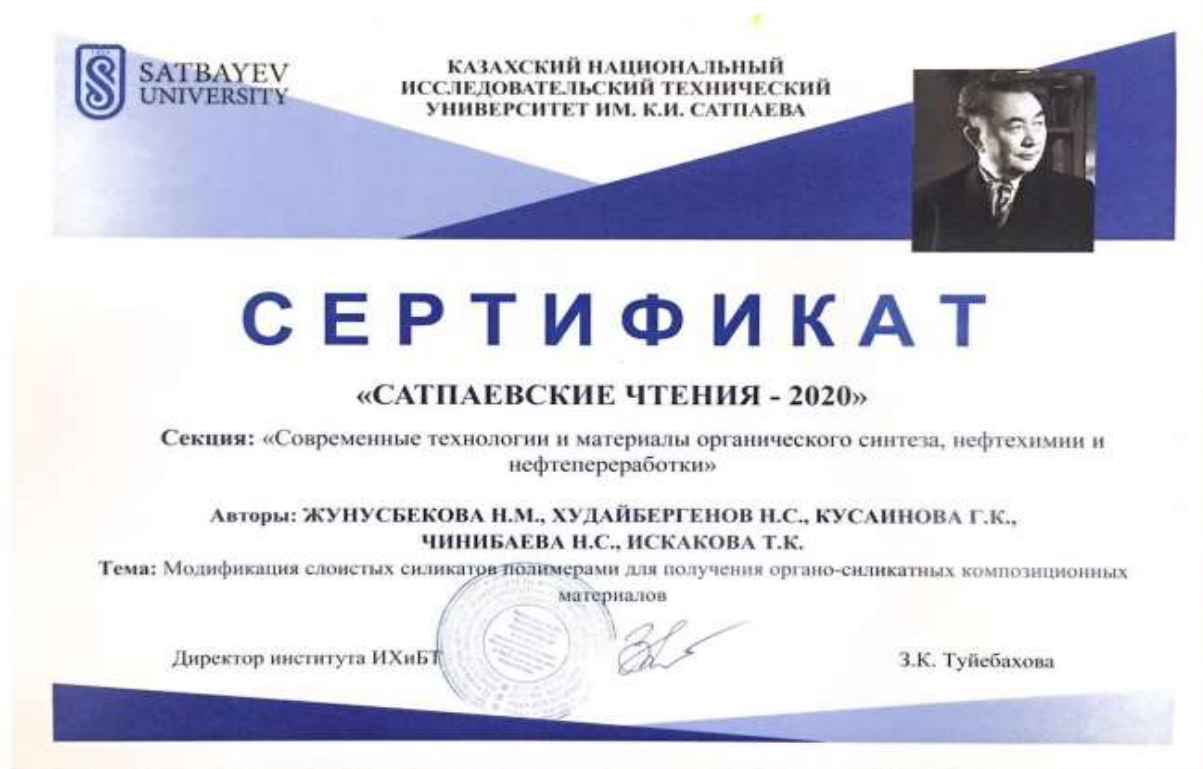 SATBAYEV
UNIVERSITY
КАЗАХСКИЙ НАЦИОНАЛЬНЫЙ
ИССЛЕДОВАТЕЛЬСКИЙ ТЕХНИЧЕСКИЙ
УНИВЕРСИТЕТ ИМ. К.И. САТПАЕВА
СЕРТИФИКАТ
«САТПАЕВСКИЕ ЧТЕНИЯ - 2020»
Секция: «Современные технологии и материалы органического синтеза, нефтехимии и
нефтепереработки»
Авторы: ЖУНУСБЕКОВА Н.М., ХУДАЙБЕРГЕНОВ Н.С., КУСАИНОВА Г.К.,
ЧИНИБАЕВА Н.С., ИСКАКОВА Т.К.
Тема: Модификация слоистых силикатов полимерами для получения органо-силикатных композиционных
материалов
Директор института ИХиБТ
З.К. Туйебахова